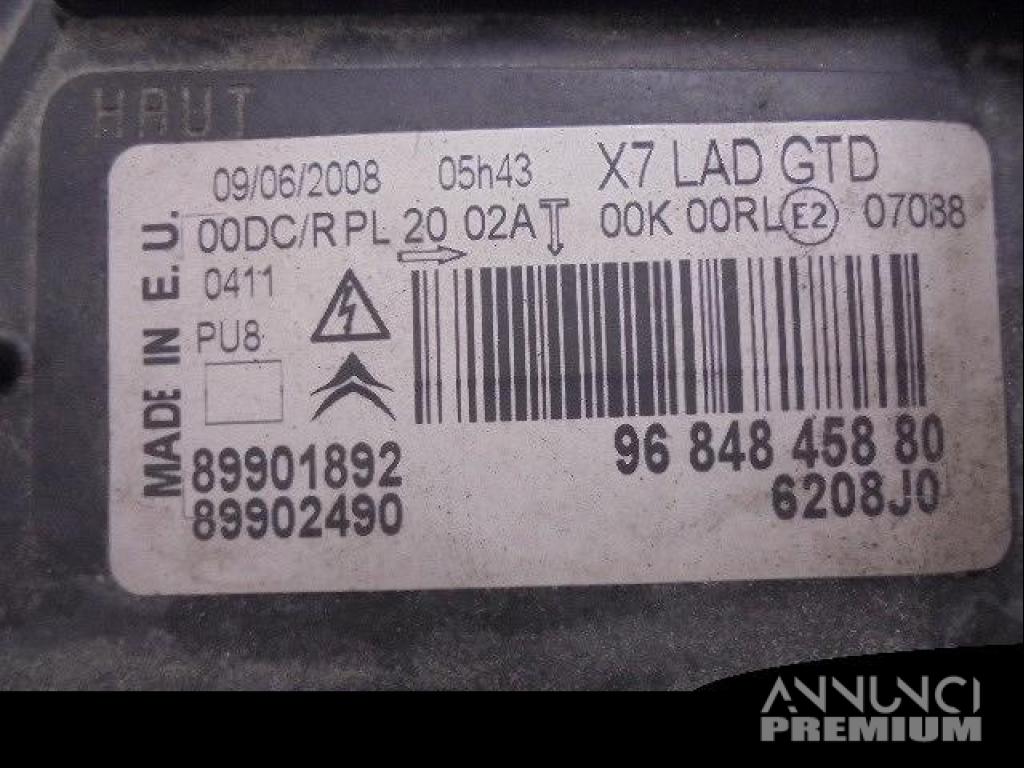 HAUT
09/06/2008 05h43 X7 LAD GTD
00DC/R PL 20 02A 00K 00RL E2 07088
0411
PU8
MADE IN E.U.
89901892
89902490
96 848 458 80
6208J0
ANNUNCI
PREMIUM